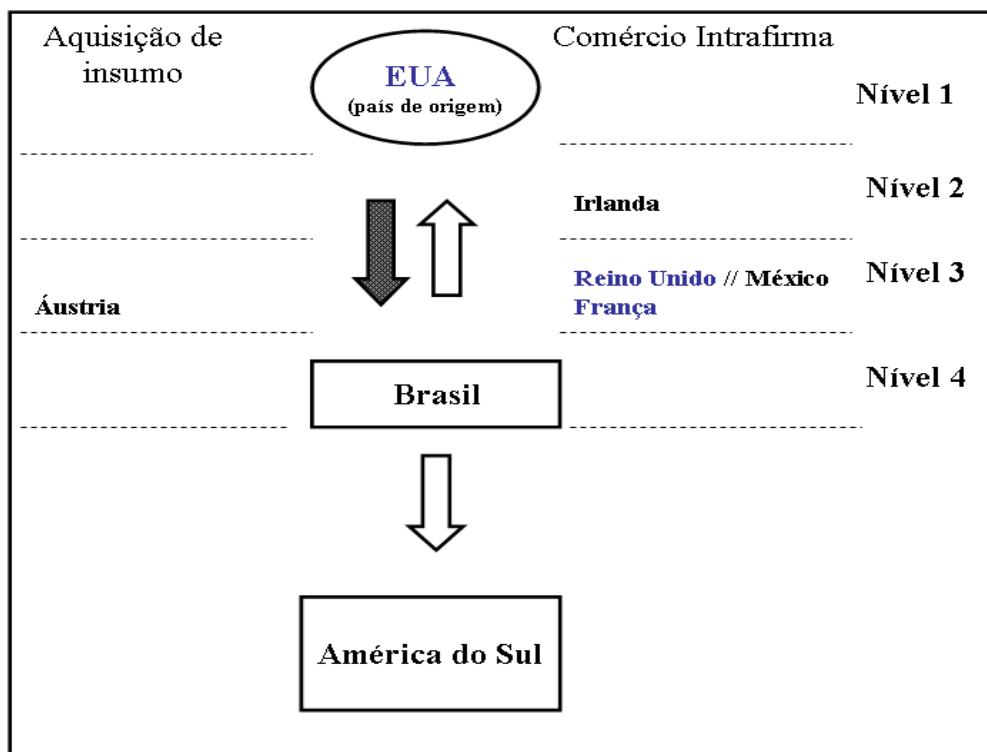 Aquisição de
insumo
Comércio Intrafirma
EUA
(país de origem)
Nível 1
Nível 2
Irlanda
Nível 3
Reino Unido // México
França
Áustria
Nível 4
Brasil
América do Sul